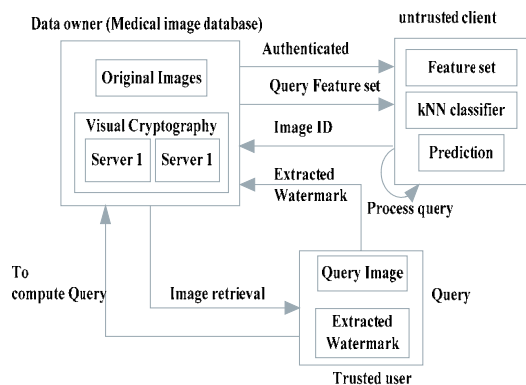 Data owner (Medical image database)
untrusted client
Original Images
Visual Cryptography
Server 1
Server 1
Authenticated
Query Feature set
Image ID
Extracted
Watermark
Feature set
kNN classifier
Prediction
Process query
To
compute Query
Image retrieval
Query Image
Extracted
Watermark
Query
Trusted user